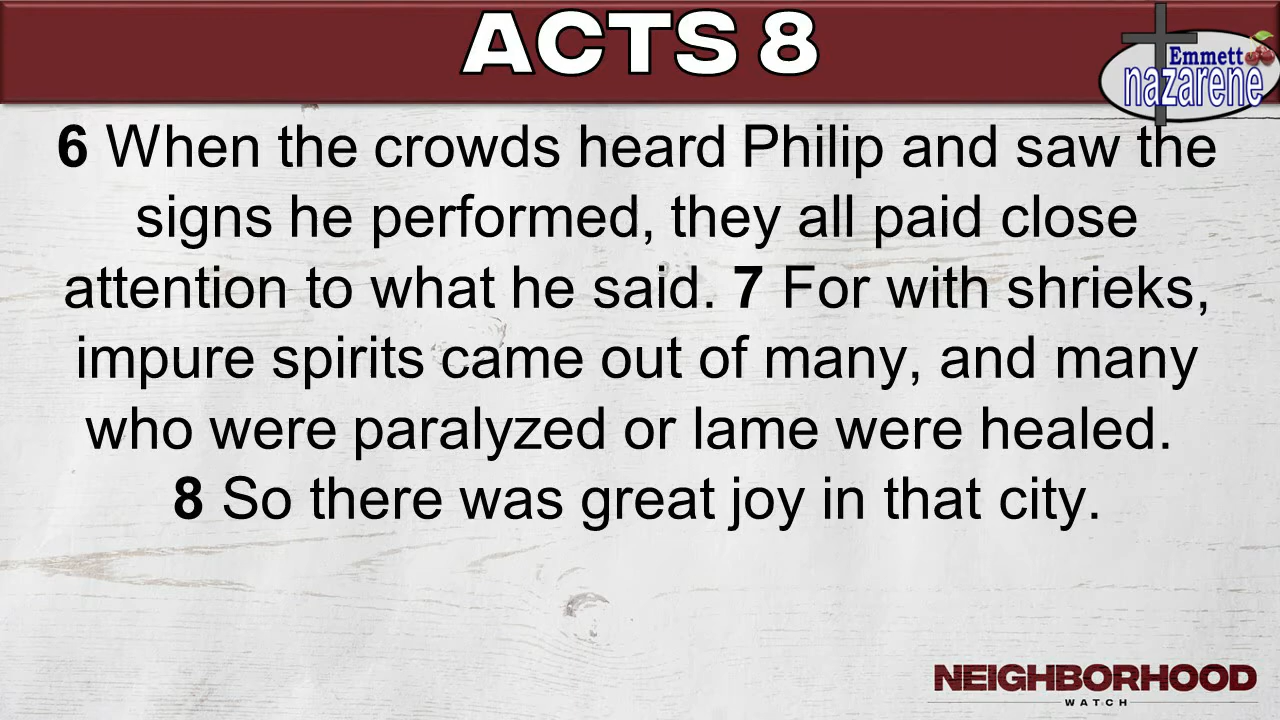 ACTS 8
Emmett
nazarene
6 When the crowds heard Philip and saw the
signs he performed, they all paid close
attention to what he said. 7 For with shrieks,
impure spirits came out of many, and many
who were paralyzed or lame were healed.
8 So there was great joy in that city.
NEIGHBORHOOD
WATCH